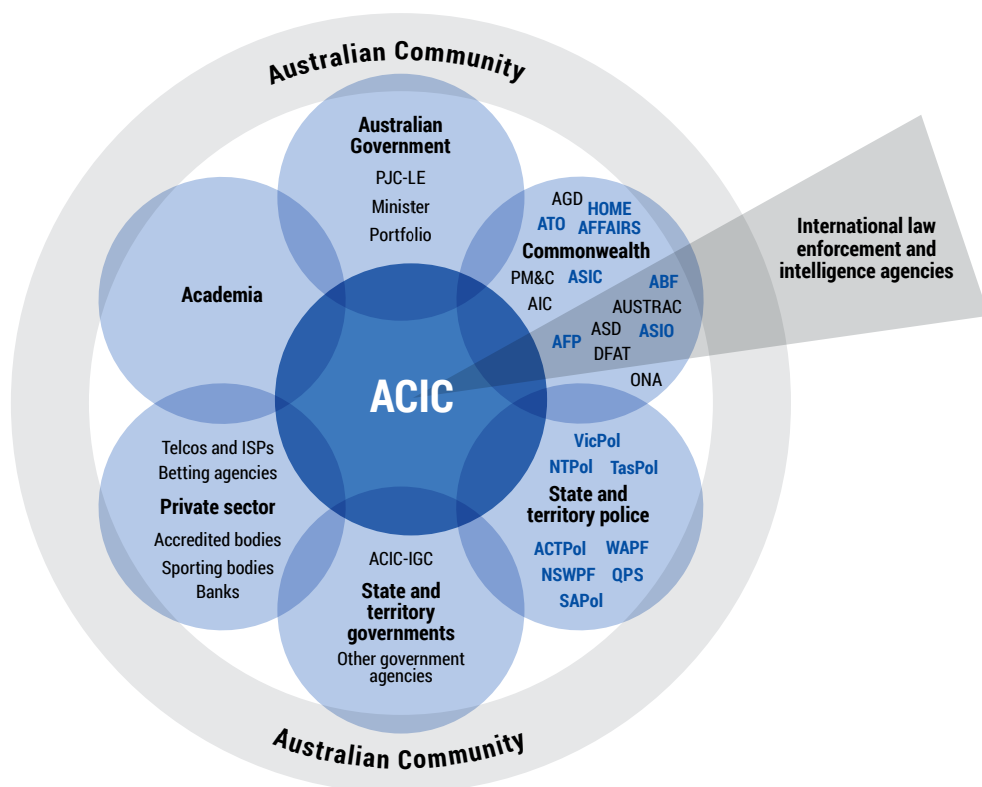 Australian Community
Australian
Government
PJC-LE
Minister
Portfolio
AGD
HOME
AFFAIRS
ATO
Commonwealth
PM&C
ASIC
ABF
AIC
AUSTRAC
ASD
ASIO
AFP
DFAT
ONA
International law
enforcement and
intelligence agencies
Academia
ACIC
Telcos and ISPs
Betting agencies
Private sector
Accredited bodies
Sporting bodies
Banks
ACIC-IGC
State and
territory
governments
Other government
agencies
VicPol
NTPol TasPol
State and
territory police
ACTPol WAPF
NSWPF QPS
SAPol
Australian Community